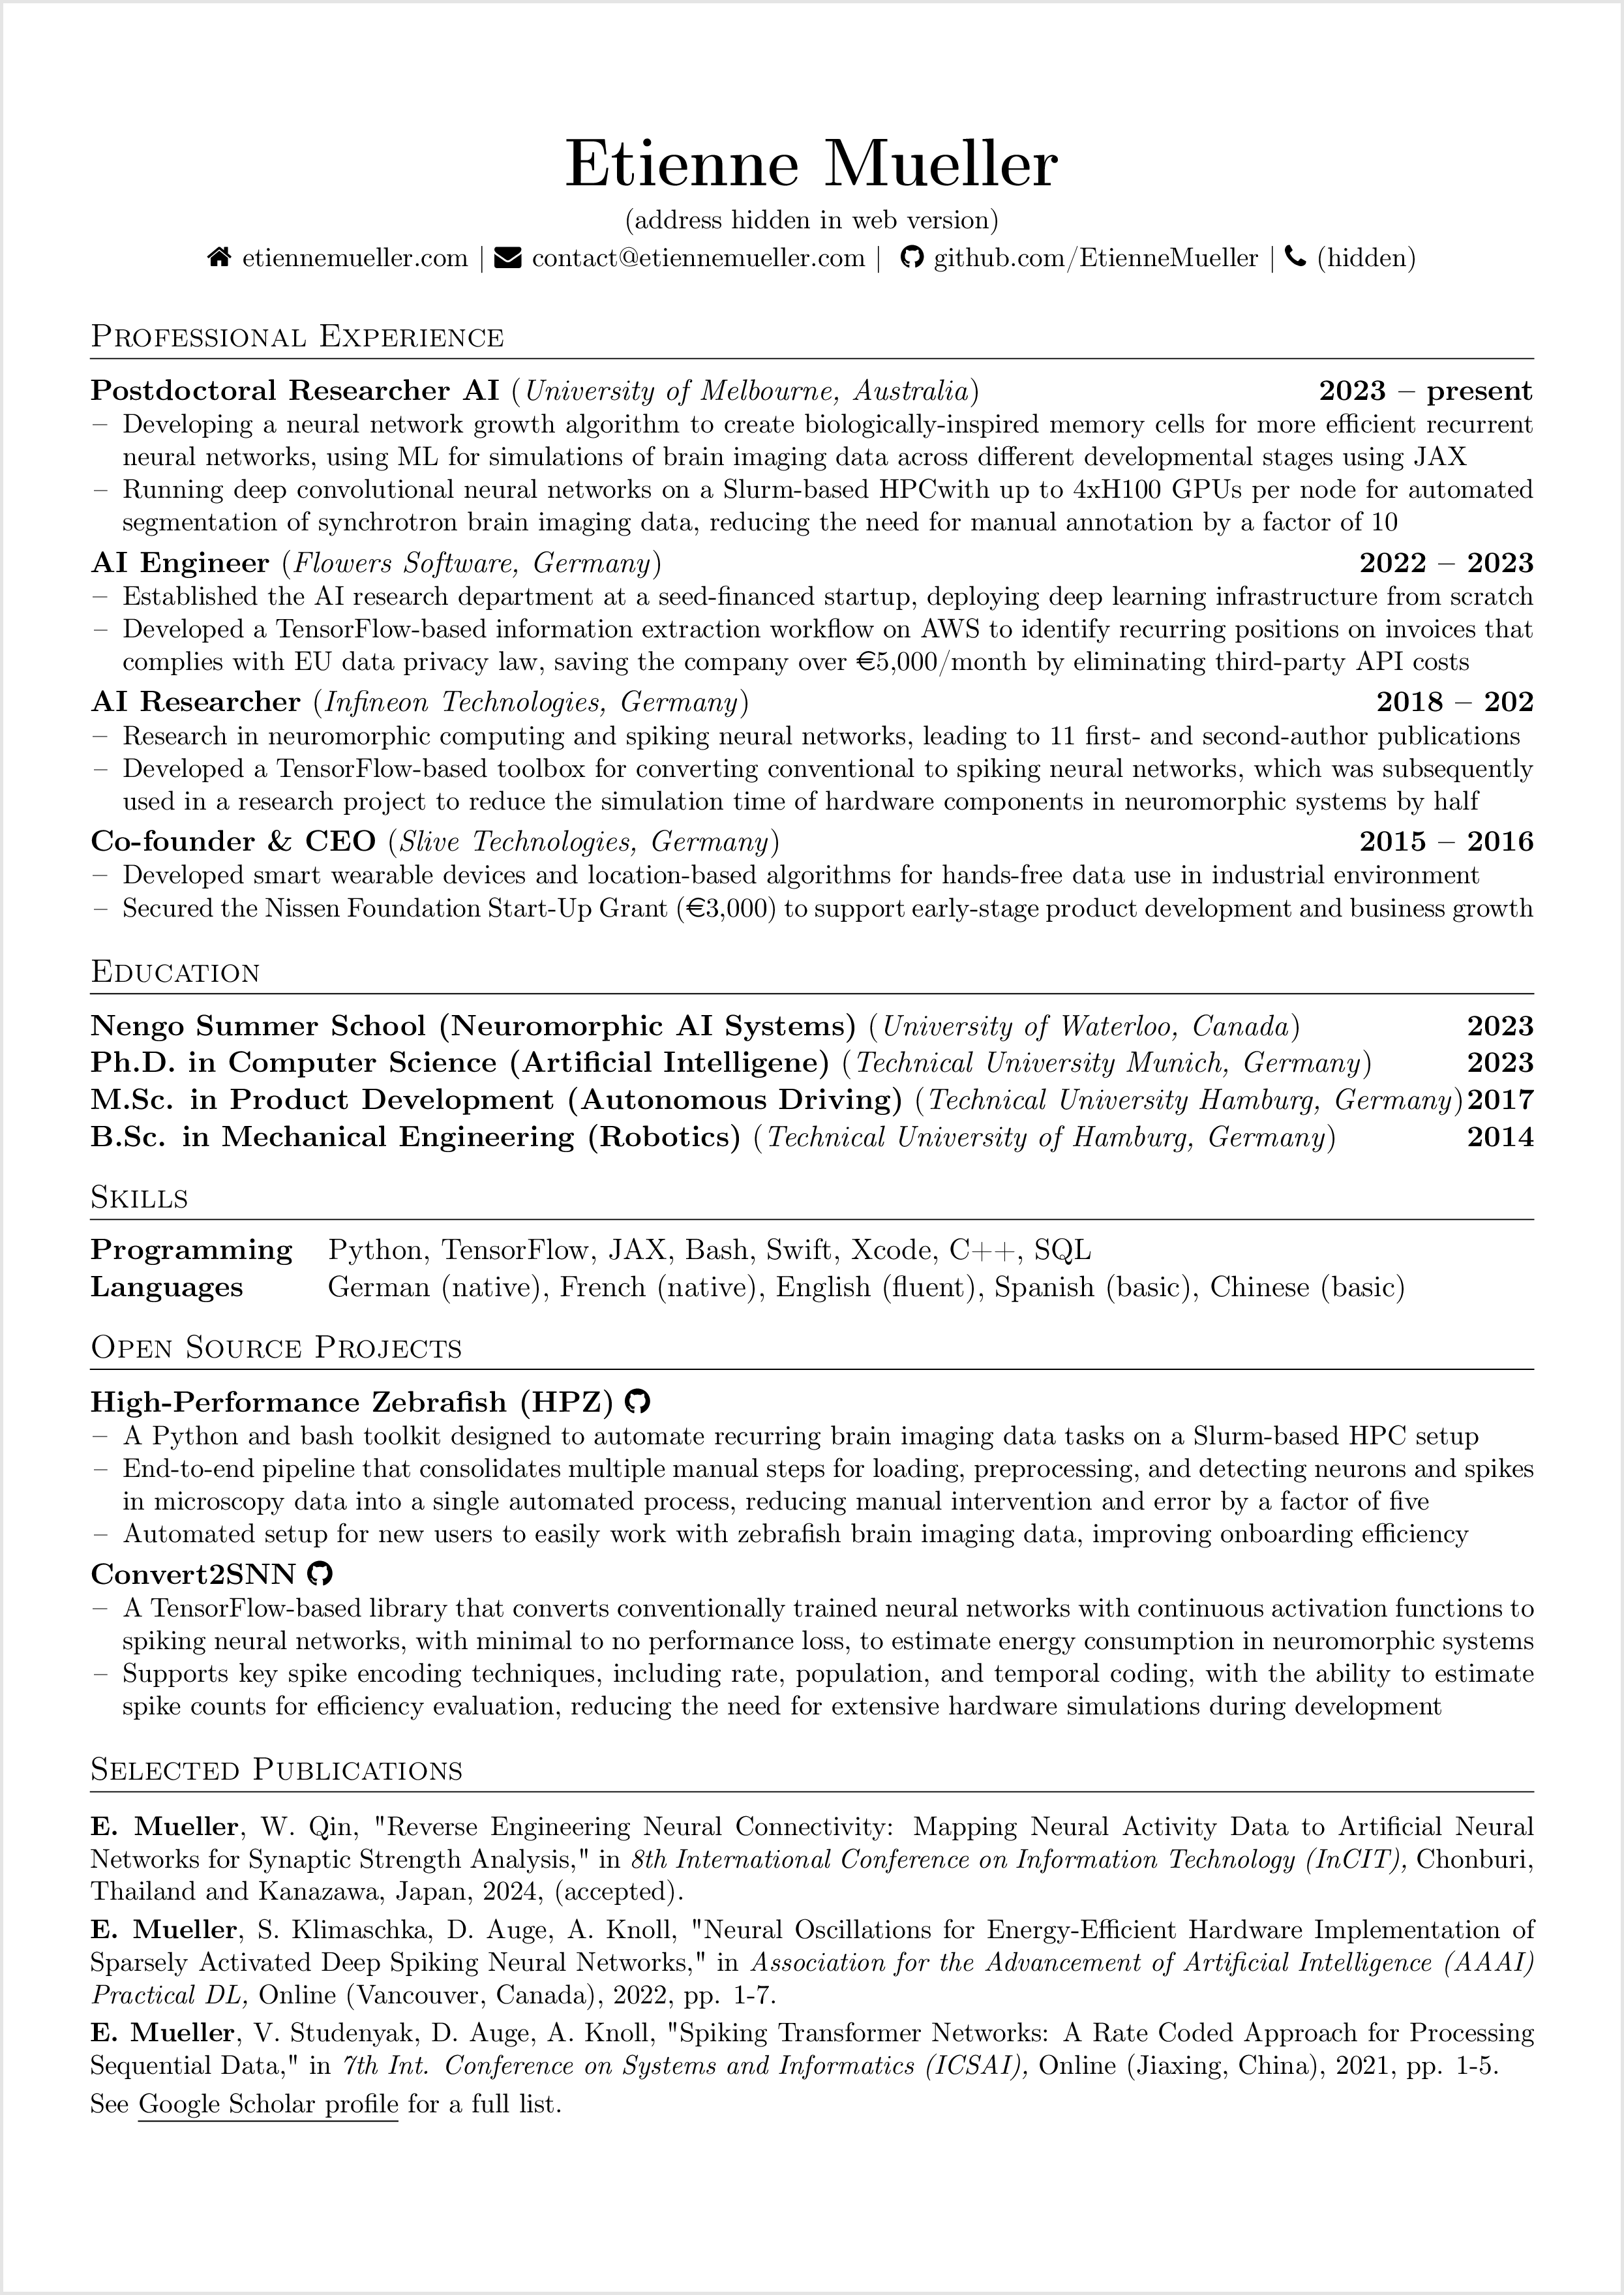 Etienne Mueller
(address hidden in web version)
etiennemueller.com | contact@etiennemueller.com | github.com/EtienneMueller | (hidden)
Professional Experience
Postdoctoral Researcher AI (University of Melbourne, Australia) 2023 – present
– Developing a neural network growth algorithm to create biologically-inspired memory cells for more efficient recurrent
neural networks, using ML for simulations of brain imaging data across different developmental stages using JAX
– Running deep convolutional neural networks on a Slurm-based HPCwith up to 4xH100 GPUs per node for automated
segmentation of synchrotron brain imaging data, reducing the need for manual annotation by a factor of 10
AI Engineer (Flowers Software, Germany) 2022 – 2023
– Established the AI research department at a seed-financed startup, deploying deep learning infrastructure from scratch
– Developed a TensorFlow-based information extraction workflow on AWS to identify recurring positions on invoices that
complies with EU data privacy law, saving the company over €5,000/month by eliminating third-party API costs
AI Researcher (Infineon Technologies, Germany) 2018 – 202
– Research in neuromorphic computing and spiking neural networks, leading to 11 first- and second-author publications
– Developed a TensorFlow-based toolbox for converting conventional to spiking neural networks, which was subsequently
used in a research project to reduce the simulation time of hardware components in neuromorphic systems by half
Co-founder & CEO (Slive Technologies, Germany) 2015 – 2016
– Developed smart wearable devices and location-based algorithms for hands-free data use in industrial environment
– Secured the Nissen Foundation Start-Up Grant (€3,000) to support early-stage product development and business growth
Education
Nengo Summer School (Neuromorphic AI Systems) (University of Waterloo, Canada) 2023
Ph.D. in Computer Science (Artificial Intelligene) (Technical University Munich, Germany) 2023
M.Sc. in Product Development (Autonomous Driving) (Technical University Hamburg, Germany) 2017
B.Sc. in Mechanical Engineering (Robotics) (Technical University of Hamburg, Germany) 2014
Skills
Programming Python, TensorFlow, JAX, Bash, Swift, Xcode, C++, SQL
Languages German (native), French (native), English (fluent), Spanish (basic), Chinese (basic)
Open Source Projects
High-Performance Zebrafish (HPZ)
– A Python and bash toolkit designed to automate recurring brain imaging data tasks on a Slurm-based HPC setup
– End-to-end pipeline that consolidates multiple manual steps for loading, preprocessing, and detecting neurons and spikes
in microscopy data into a single automated process, reducing manual intervention and error by a factor of five
– Automated setup for new users to easily work with zebrafish brain imaging data, improving onboarding efficiency
Convert2SNN
– A TensorFlow-based library that converts conventionally trained neural networks with continuous activation functions to
spiking neural networks, with minimal to no performance loss, to estimate energy consumption in neuromorphic systems
– Supports key spike encoding techniques, including rate, population, and temporal coding, with the ability to estimate
spike counts for efficiency evaluation, reducing the need for extensive hardware simulations during development
Selected Publications
E. Mueller, W. Qin, "Reverse Engineering Neural Connectivity: Mapping Neural Activity Data to Artificial Neural
Networks for Synaptic Strength Analysis," in 8th International Conference on Information Technology (InCIT), Chonburi,
Thailand and Kanazawa, Japan, 2024, (accepted).
E. Mueller, S. Klimaschka, D. Auge, A. Knoll, "Neural Oscillations for Energy-Efficient Hardware Implementation of
Sparsely Activated Deep Spiking Neural Networks," in Association for the Advancement of Artificial Intelligence (AAAI)
Practical DL, Online (Vancouver, Canada), 2022, pp. 1-7.
E. Mueller, V. Studenyak, D. Auge, A. Knoll, "Spiking Transformer Networks: A Rate Coded Approach for Processing
Sequential Data," in 7th Int. Conference on Systems and Informatics (ICSAI), Online (Jiaxing, China), 2021, pp. 1-5.
See Google Scholar profile for a full list.